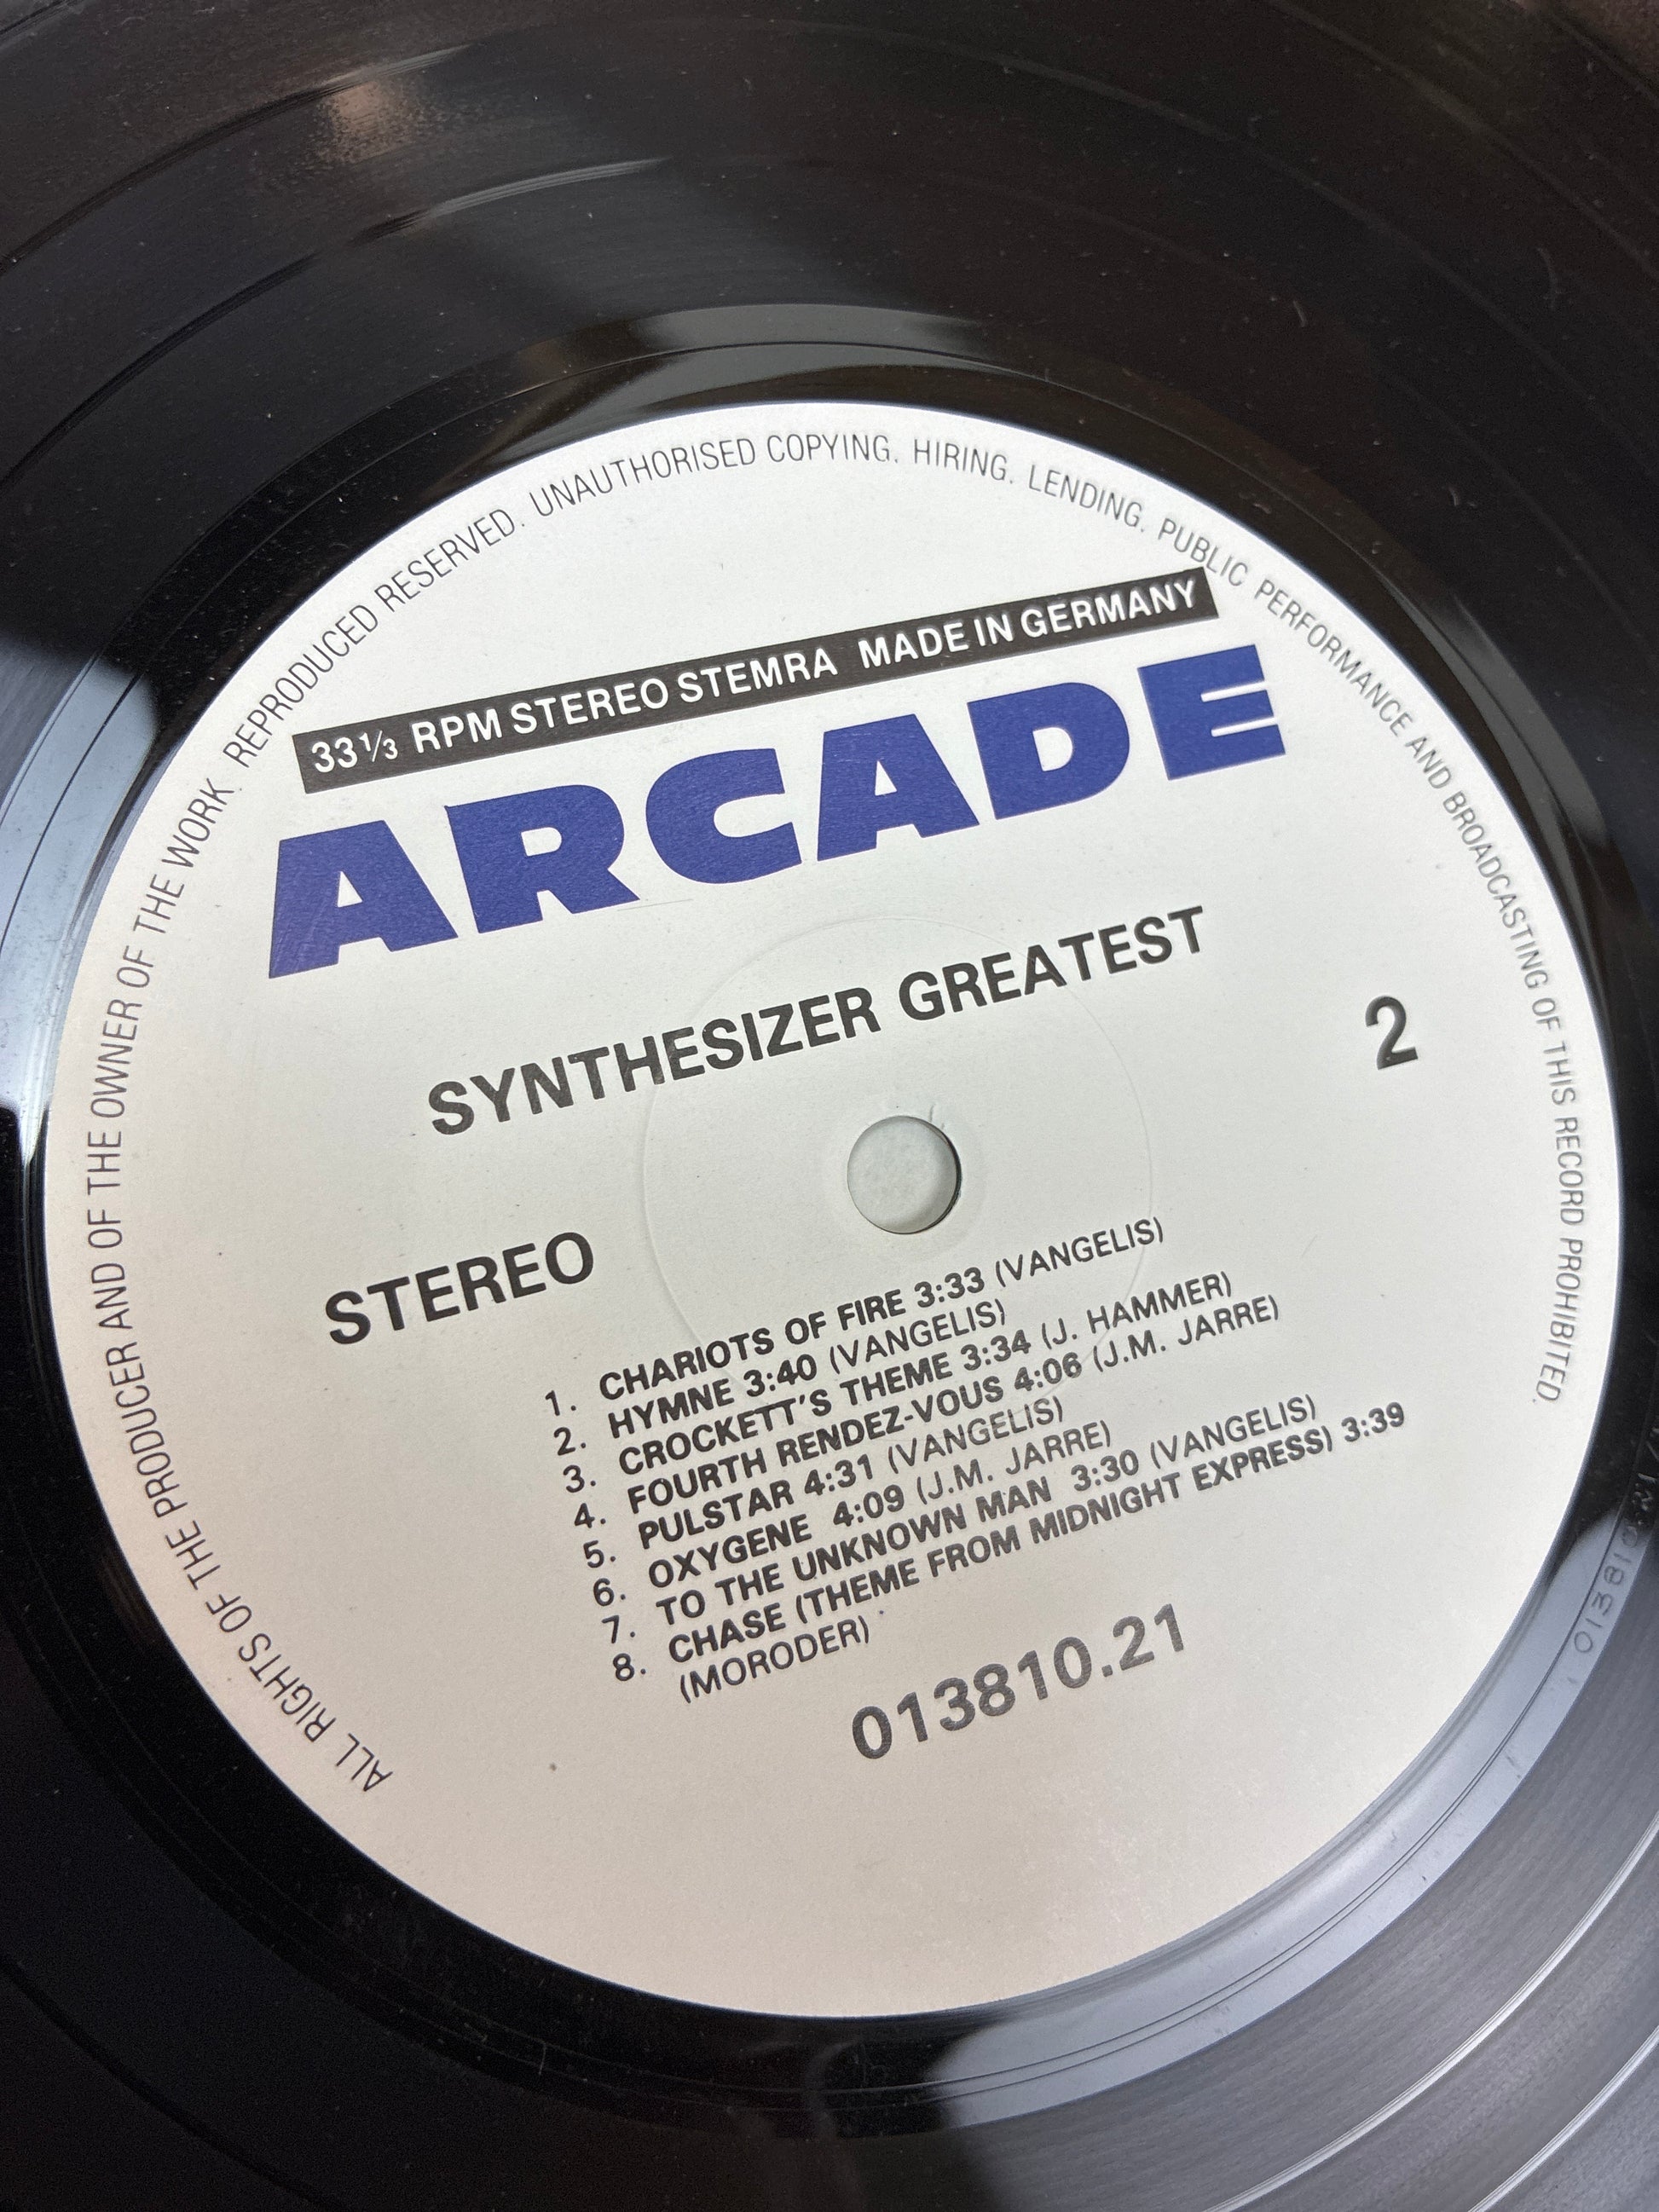 ALL RIGHTS OF THE PRODUCER AND OF THE OWNER OF THE WORK. REPRODUCED RESERVED. UNAUTHORISED COPYING. HIRING. LENDING. PUBLIC PERFORMANCE AND BROADCASTING OF THIS RECORD PROHIBITED.
33⅓ RPM STEREO STEMRA MADE IN GERMANY
ARCADE
SYNTHESIZER GREATEST
2
STEREO
1. CHARIOTS OF FIRE 3:33 (VANGELIS)
2. HYMNE 3:40 (VANGELIS)
3. CROCKETT'S THEME 3:34 (J. HAMMER)
4. FOURTH RENDEZ-VOUS 4:06 (J.M. JARRE)
5. PULSTAR 4:31 (VANGELIS)
6. OXYGENE 4:09 (J.M. JARRE)
7. TO THE UNKNOWN MAN 3:30 (VANGELIS)
8. CHASE (THEME FROM MIDNIGHT EXPRESS) 3:39
(MORODER)
013810.21